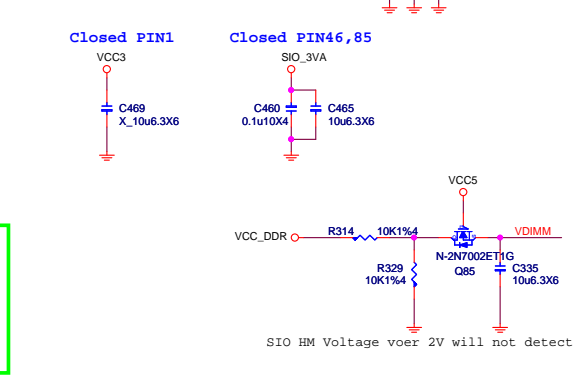 Closed PIN1
Closed PIN46,85
VCC3
SIO_3VA
C469
X_10u6.3X6
C460
0.1u10X4
C465
10u6.3X6
VCC5
VCC_DDR
R314
10K1%4
VDIMM
N-2N7002ET1G
Q85
R329
10K1%4
C335
10u6.3X6
SIO HM Voltage voer 2V will not detect